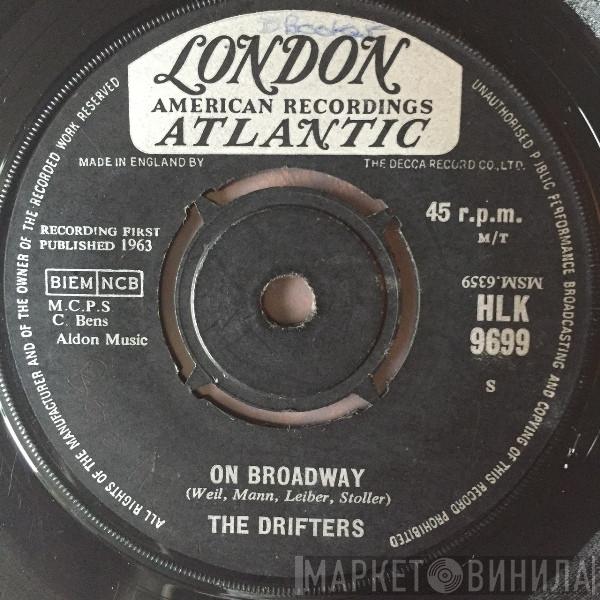 LONDON
AMERICAN RECORDINGS
ATLANTIC
MADE IN ENGLAND BY
THE DECCA RECORD CO., LTD.
ALL RIGHTS OF THE MANUFACTURER AND OF THE OWNER OF THE RECORDED WORK RESERVED
UNAUTHORISED PUBLIC PERFORMANCE BROADCASTING AND COPYING OF THIS RECORD PROHIBITED
RECORDING FIRST
PUBLISHED 1963
45 r.p.m.
M/T
BIEM NCB
M.C.P.S
C. Bens
Aldon Music
MSM.6359
HLK
9699
S
ON BROADWAY
(Weil, Mann, Leiber, Stoller)
THE DRIFTERS
МАРКЕТ ВИНИЛА